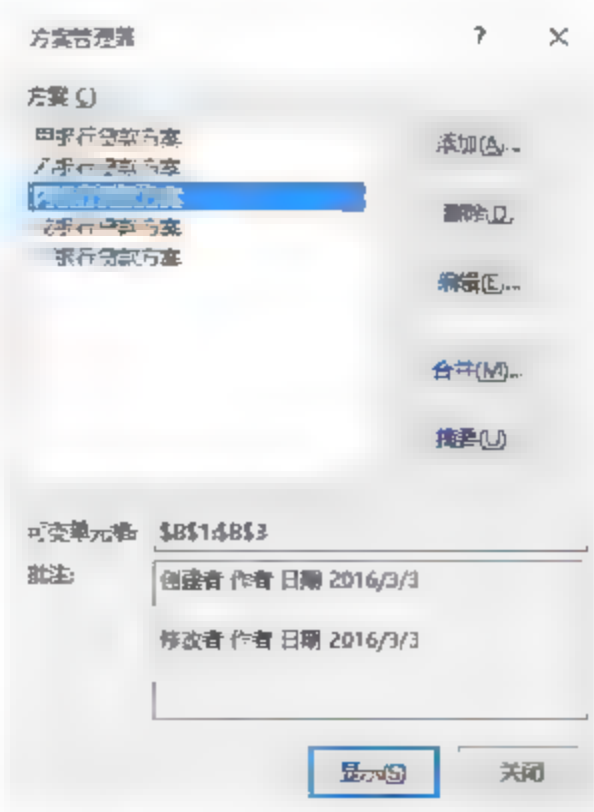 方案管理器 ? ×
方案(C)
银行贷款方案
银行贷款方案
银行贷款方案
银行贷款方案
添加(A)...
删除(D)
编辑(E)...
合并(M)...
摘要(U)
可变单元格: $B$1:$B$3
批注: 创建者 作者 日期 2016/3/3
修改者 作者 日期 2016/3/3
显示(S) 关闭